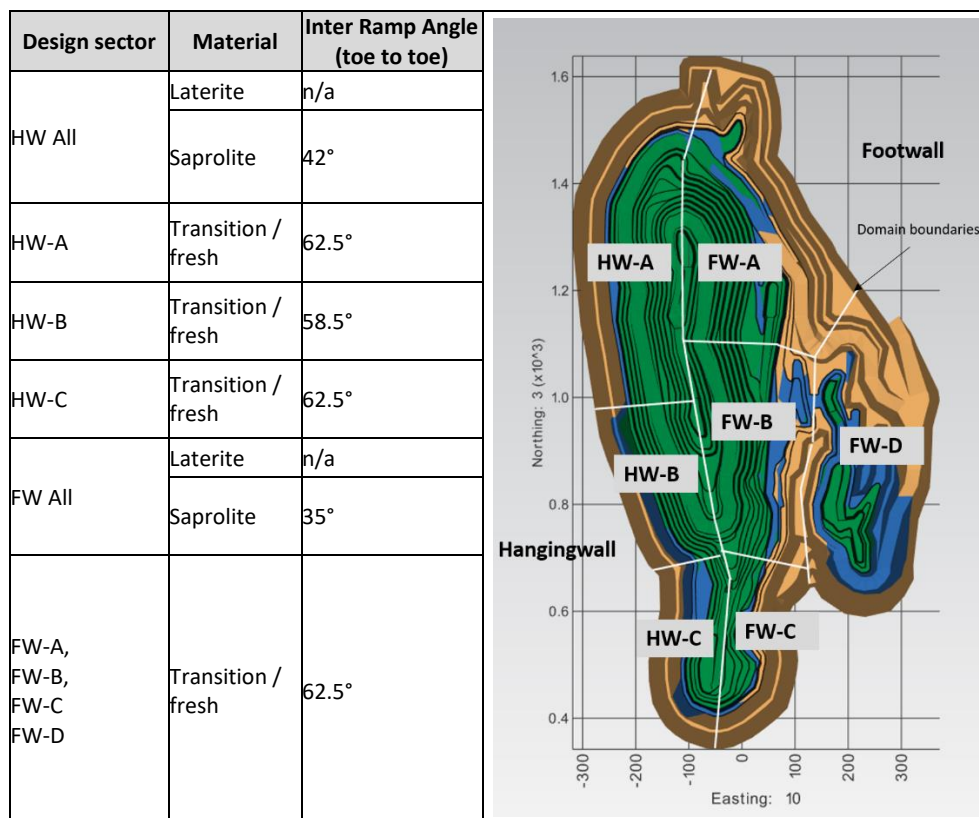 Design sector Material Inter Ramp Angle
(toe to toe)
HW All
Laterite n/a
Saprolite 42°
HW-A Transition /
fresh 62.5°
HW-B Transition /
fresh 58.5°
HW-C Transition /
fresh 62.5°
FW All
Laterite n/a
Saprolite 35°
FW-A,
FW-B,
FW-C
FW-D
Transition /
fresh
62.5°
1.6
1.4
1.2
1.0
0.8
0.6
0.4
Northing: 3 (x10^3)
Footwall
Domain boundaries
HW-A FW-A
FW-B
FW-D
HW-B
Hangingwall
HW-C FW-C
-300 -200 -100 0 100 200 300
Easting: 10